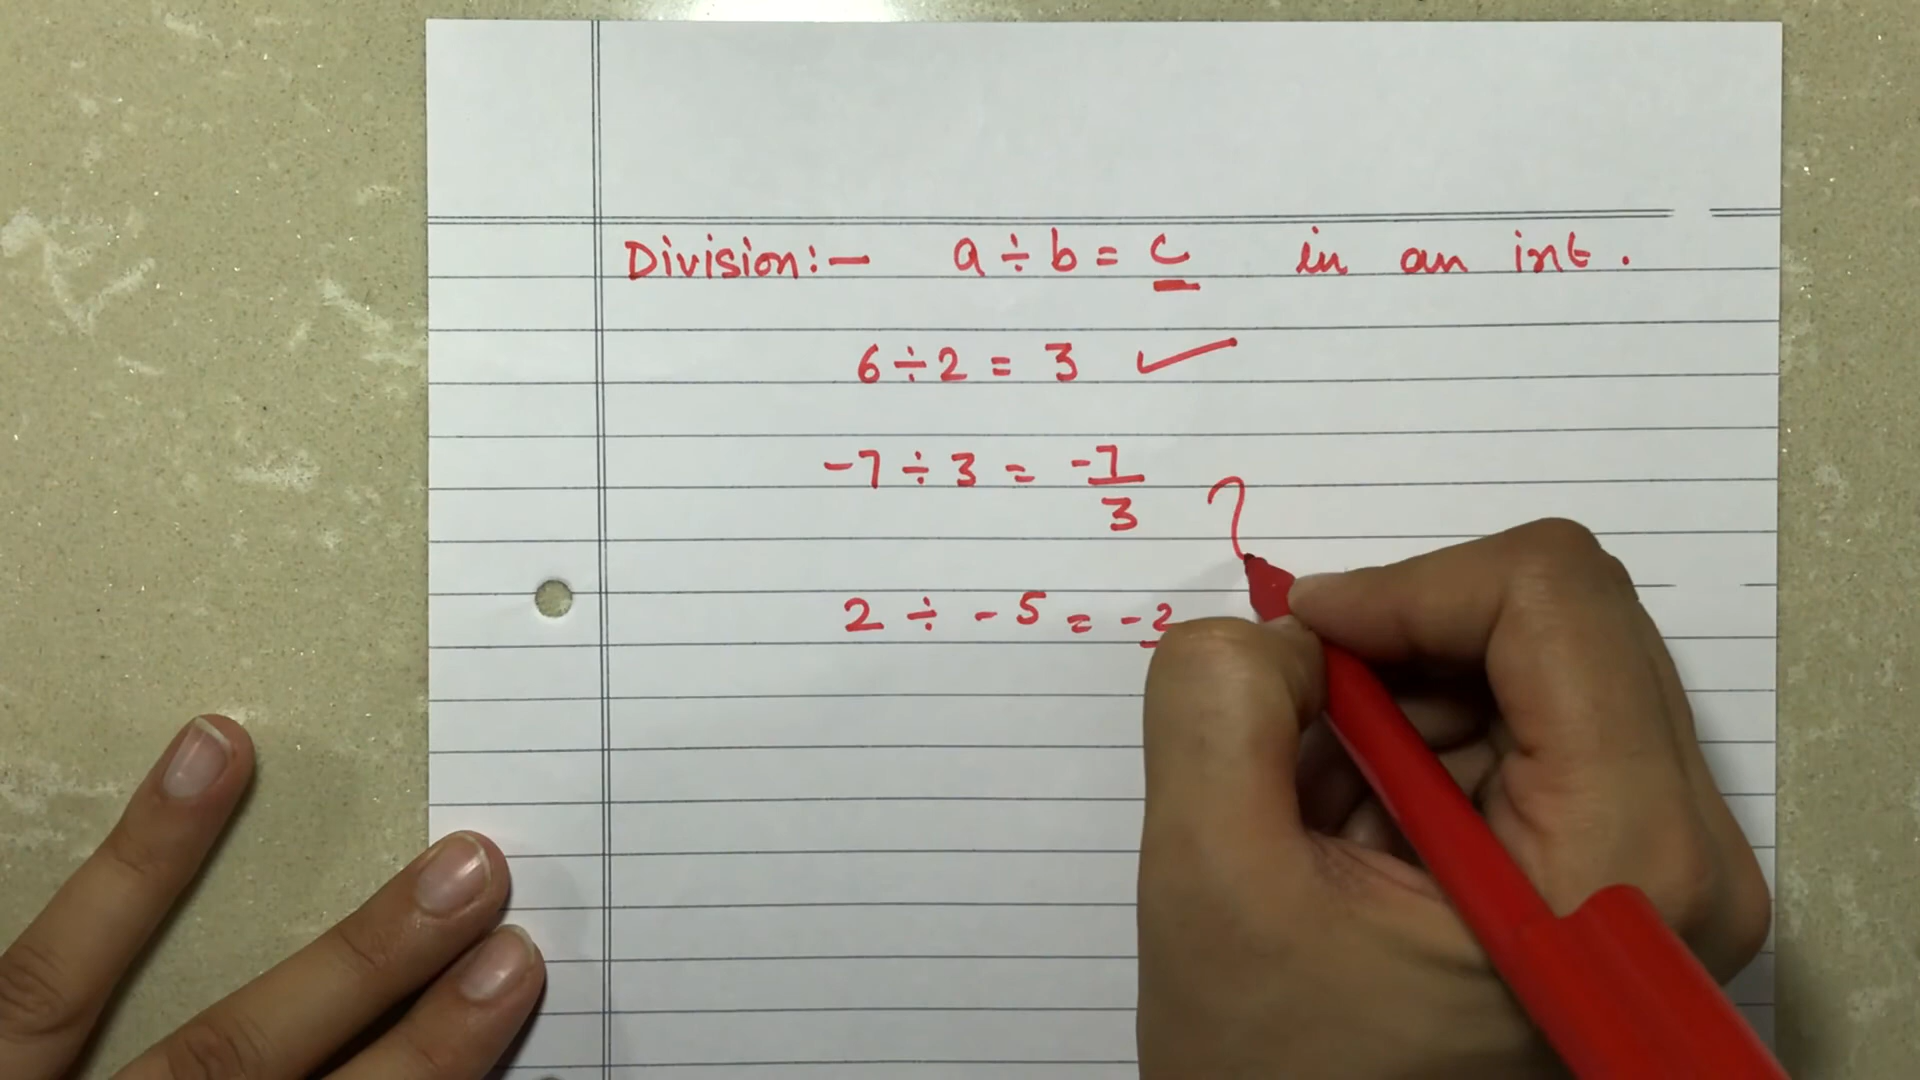 Division:- a ÷ b = c in an int.
6 ÷ 2 = 3 ✓
-7 ÷ 3 = -7/3
2 ÷ -5 = -2